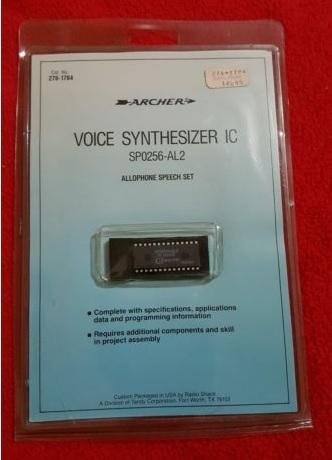 Cat. No.
276-1784
ARCHER
VOICE SYNTHESIZER IC
SP0256-AL2
ALLOPHONE SPEECH SET
• Complete with specifications, applications
data and programming information
• Requires additional components and skill
in project assembly
Custom Packaged in USA by Radio Shack
A Division of Tandy Corporation, Fort Worth, TX 76102